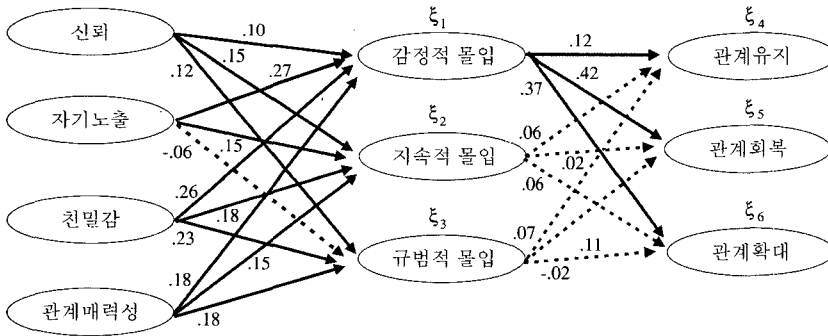 신뢰
자기노출
친밀감
관계매력성
.10
.15
.12
.27
.15
-.06
.26
.18
.23
.18
.15
.18
ξ₁
감정적 몰입
ξ₂
지속적 몰입
ξ₃
규범적 몰입
.12
.42
.37
.06
.02
.06
.07
.11
-.02
ξ₄
관계유지
ξ₅
관계회복
ξ₆
관계확대